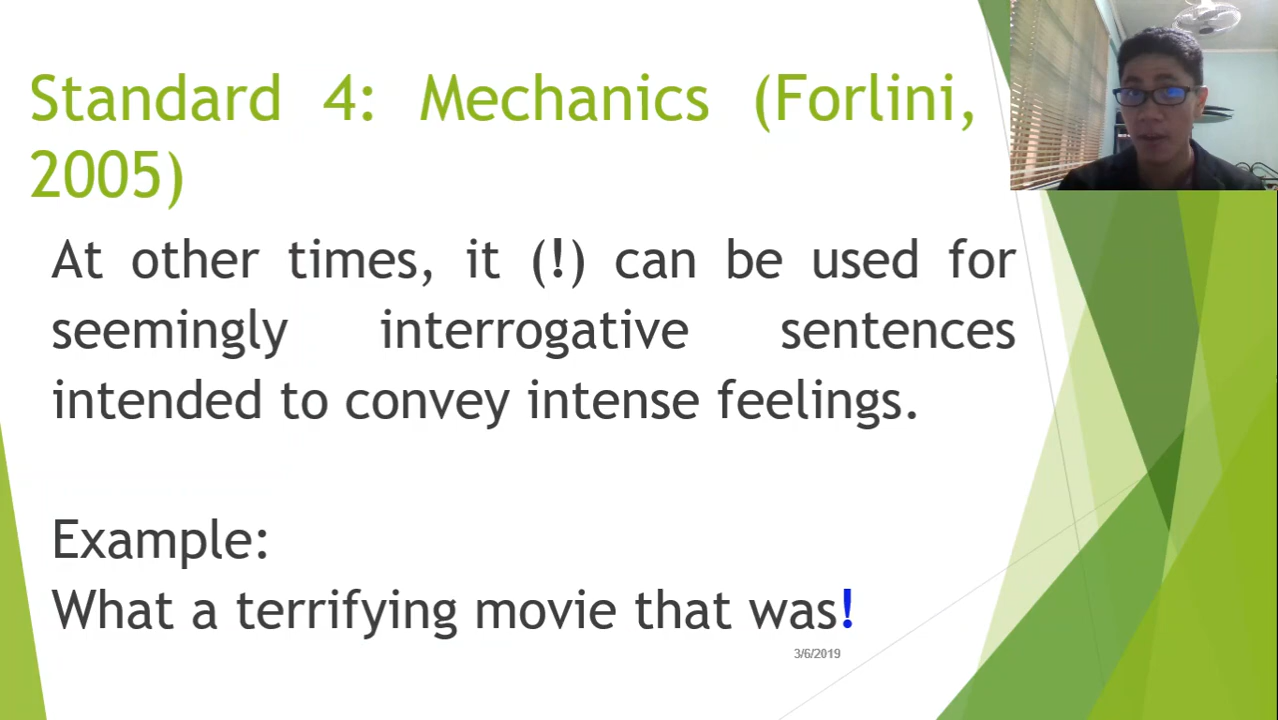 Standard 4: Mechanics (Forlini,
2005)
At other times, it (!) can be used for
seemingly interrogative sentences
intended to convey intense feelings.
Example:
What a terrifying movie that was!
3/6/2019